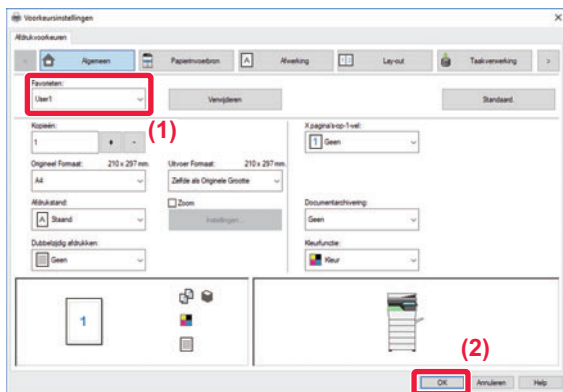 Voorkeursinstellingen
Afdrukvoorkeuren
Algemeen Papierinvoerbron Afwerking Lay-out Taakverwerking
Favorieten:
User1 Verwijderen Standaard
(1)
Kopieën: X pagina's-op-1-vel:
1 + - 1 Geen
Origineel Formaat: 210 x 297 mm. Uitvoer Formaat: 210 x 297 mm.
A4 Zelfde als Originele Grootte
Afdrukstand: Zoom Documentarchivering:
A Staand Instellingen... Geen
Dubbelzijdig afdrukken: Kleurfunctie:
Geen Kleur
1
(2)
OK Annuleren Help